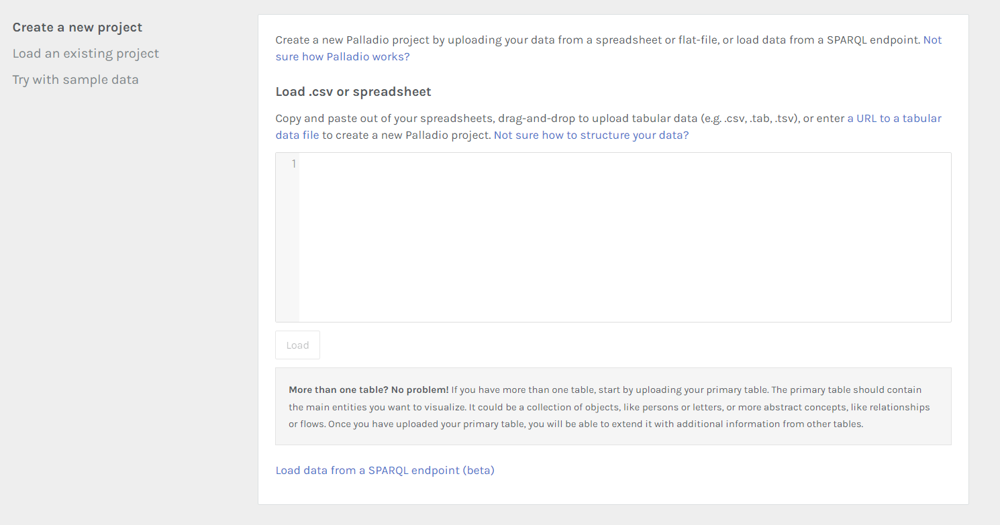 Create a new project
Load an existing project
Try with sample data
Create a new Palladio project by uploading your data from a spreadsheet or flat-file, or load data from a SPARQL endpoint. Not
sure how Palladio works?
Load .csv or spreadsheet
Copy and paste out of your spreadsheets, drag-and-drop to upload tabular data (e.g. .csv, .tab, .tsv), or enter a URL to a tabular
data file to create a new Palladio project. Not sure how to structure your data?
1
Load
More than one table? No problem! If you have more than one table, start by uploading your primary table. The primary table should contain
the main entities you want to visualize. It could be a collection of objects, like persons or letters, or more abstract concepts, like relationships
or flows. Once you have uploaded your primary table, you will be able to extend it with additional information from other tables.
Load data from a SPARQL endpoint (beta)